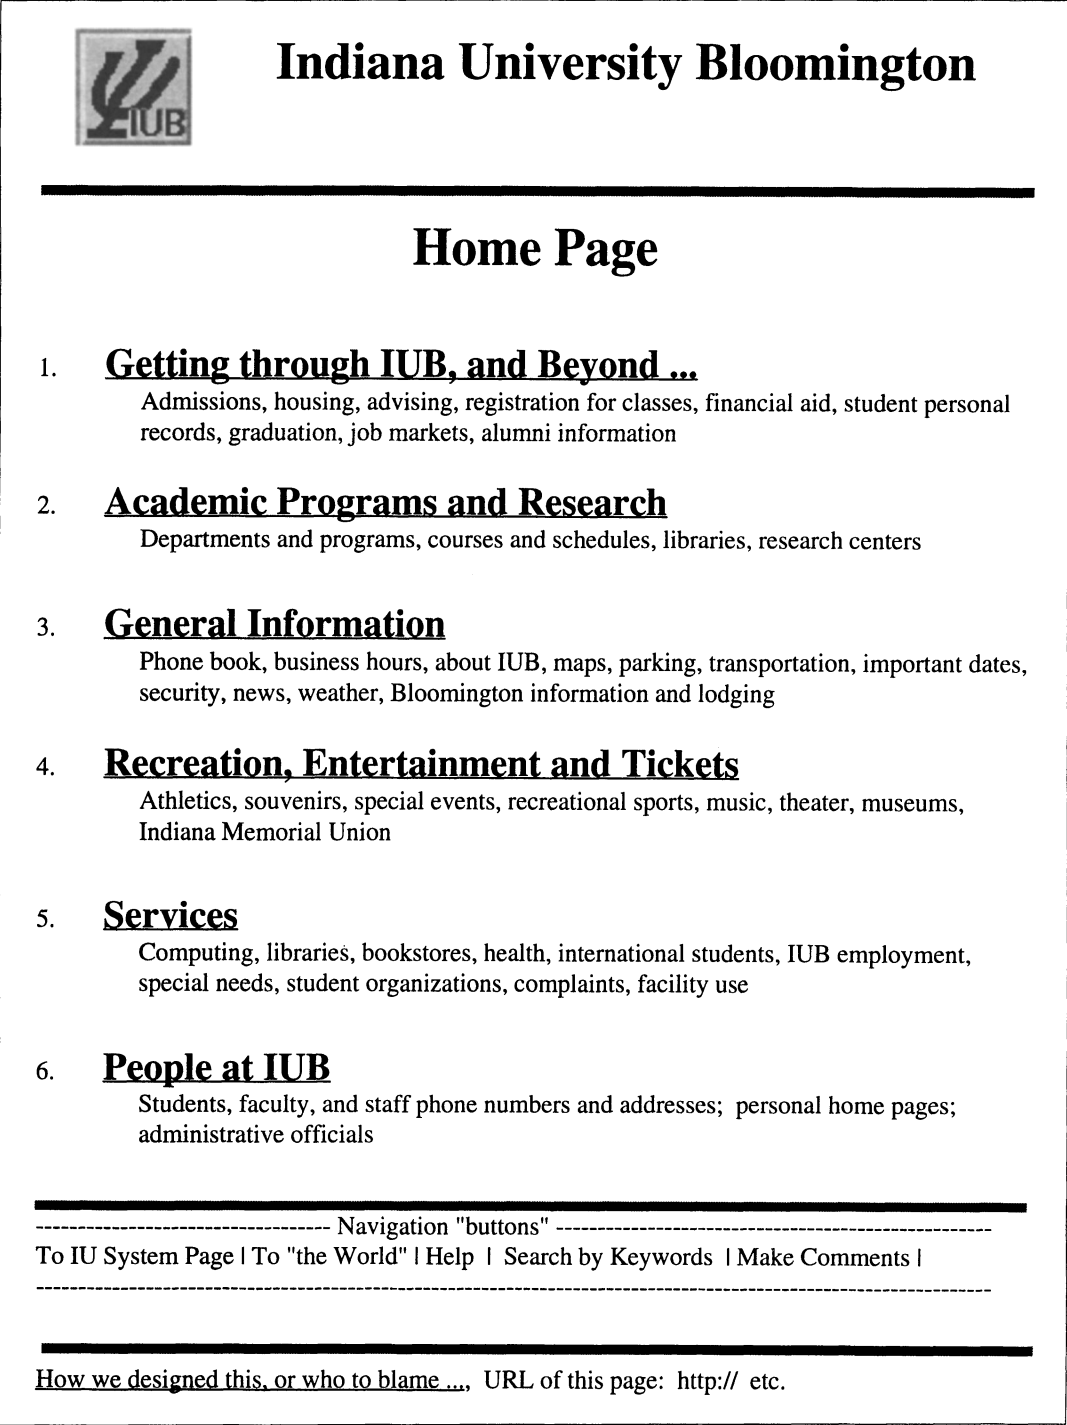 IUB
Indiana University Bloomington
Home Page
1. Getting through IUB, and Beyond ...
Admissions, housing, advising, registration for classes, financial aid, student personal
records, graduation, job markets, alumni information
2. Academic Programs and Research
Departments and programs, courses and schedules, libraries, research centers
3. General Information
Phone book, business hours, about IUB, maps, parking, transportation, important dates,
security, news, weather, Bloomington information and lodging
4. Recreation, Entertainment and Tickets
Athletics, souvenirs, special events, recreational sports, music, theater, museums,
Indiana Memorial Union
5. Services
Computing, libraries, bookstores, health, international students, IUB employment,
special needs, student organizations, complaints, facility use
6. People at IUB
Students, faculty, and staff phone numbers and addresses; personal home pages;
administrative officials
----------------------------------- Navigation "buttons" ----------------------------------------------------
To IU System Page | To "the World" | Help | Search by Keywords | Make Comments |
------------------------------------------------------------------------------------------------------------------
How we designed this, or who to blame ..., URL of this page: http:// etc.